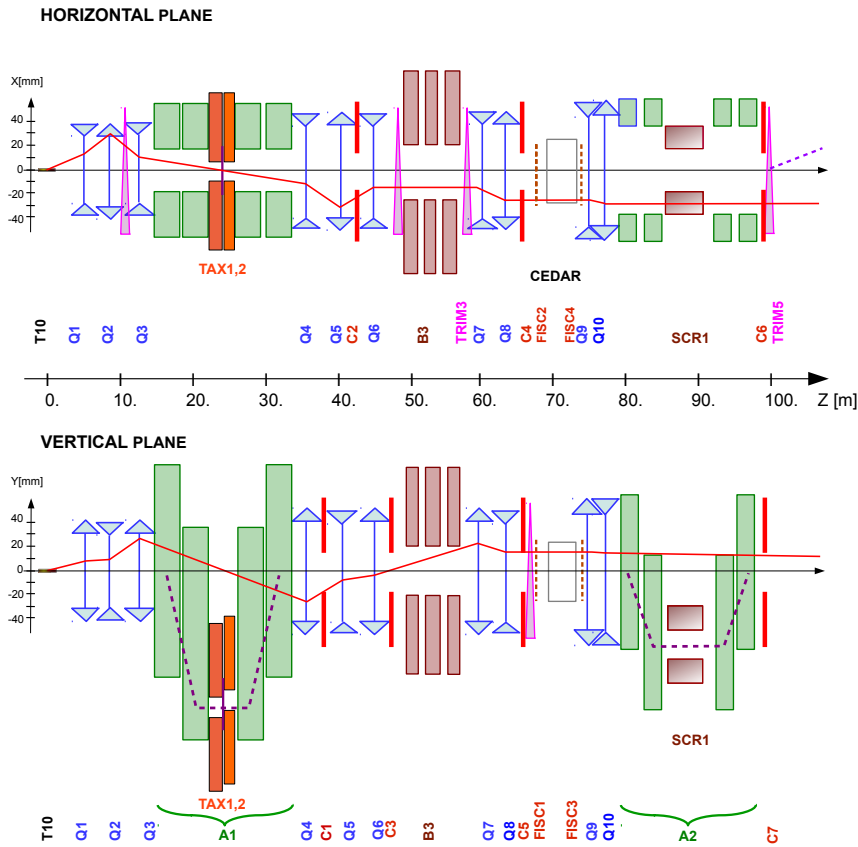 HORIZONTAL PLANE
X[mm]
40
20
0
-20
-40
TAX1,2
CEDAR
T10 Q1 Q2 Q3 Q4 Q5 C2 Q6 B3 TRIM3 Q7 Q8 C4 FISC2 FISC4 Q9 Q10 SCR1 C6 TRIM5
0. 10. 20. 30. 40. 50. 60. 70. 80. 90. 100. Z [m]
VERTICAL PLANE
Y[mm]
40
20
0
-20
-40
SCR1
TAX1,2
T10 Q1 Q2 Q3 A1 Q4 C1 Q5 Q6 C3 B3 Q7 Q8 C5 FISC1 FISC3 Q9 Q10 A2 C7